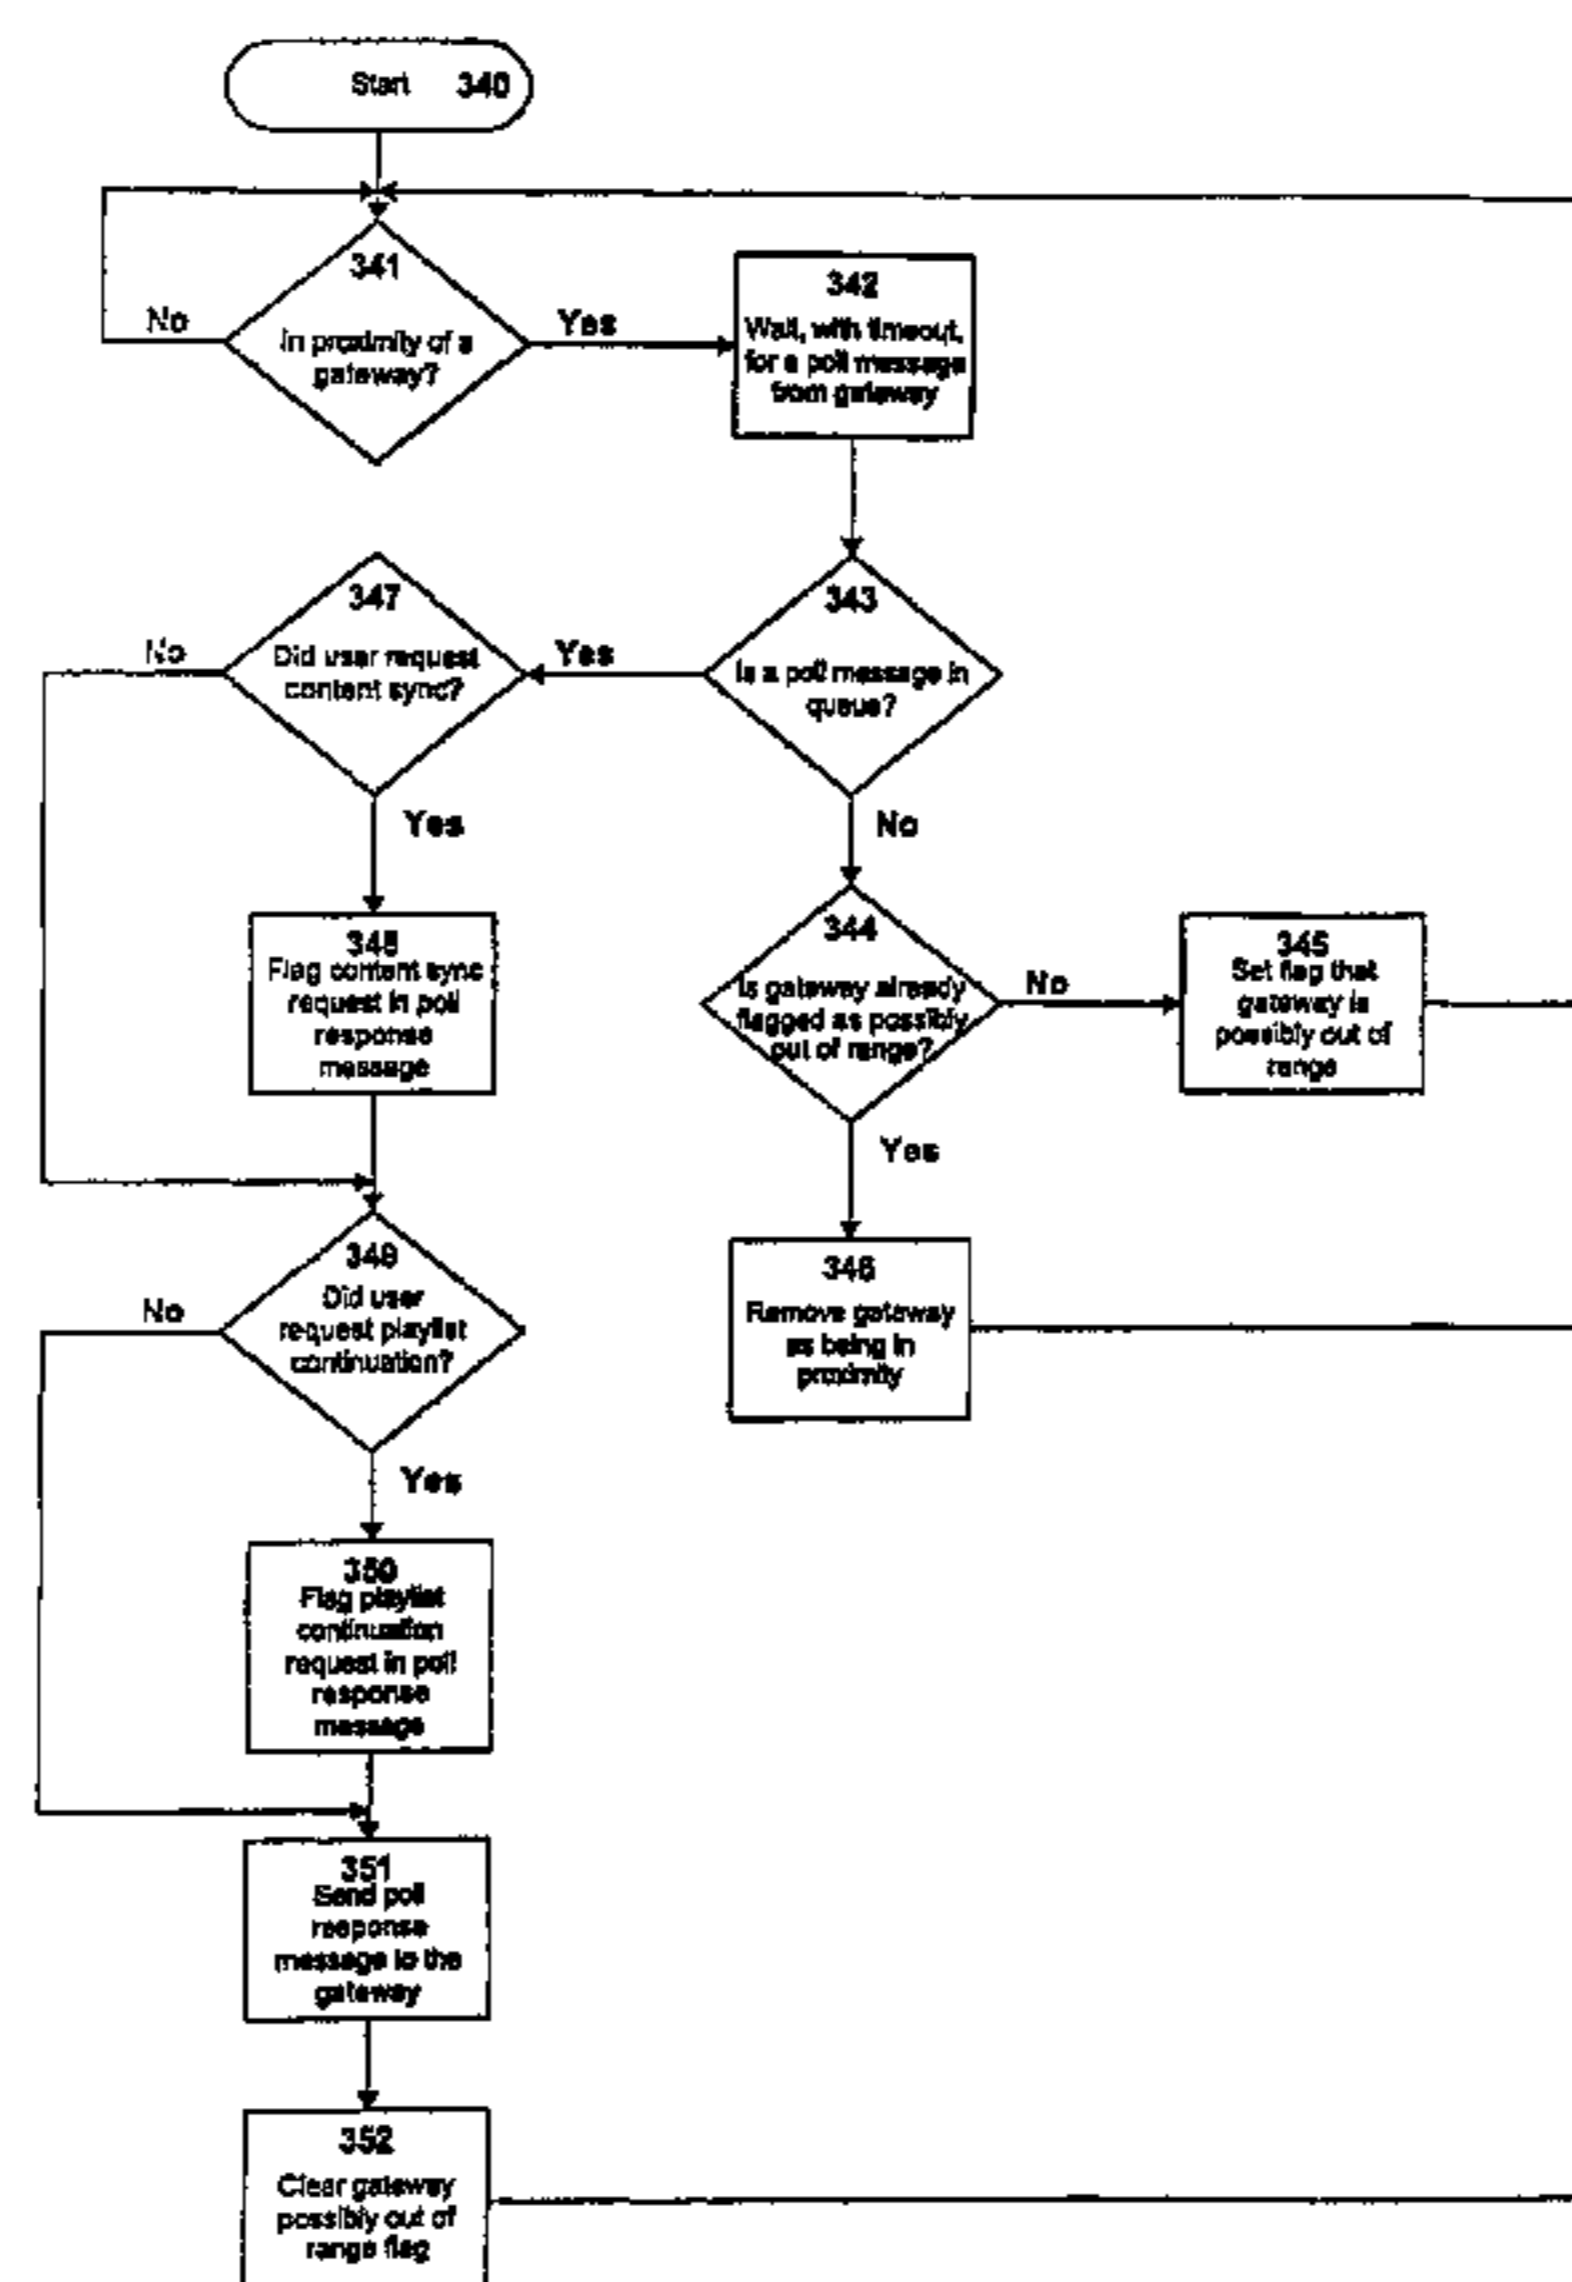 Start 340
341
In proximity of a
gateway?
No
Yes
342
Wait, with timeout,
for a poll message
from gateway
343
Is a poll message in
queue?
Yes
No
347
Did user request
content sync?
No
Yes
348
Flag content sync
request in poll
response
message
344
Is gateway already
flagged as possibly
out of range?
No
Yes
345
Set flag that
gateway is
possibly out of
range
346
Remove gateway
as being in
proximity
349
Did user
request playlist
continuation?
No
Yes
350
Flag playlist
continuation
request in poll
response
message
351
Send poll
response
message to the
gateway
352
Clear gateway
possibly out of
range flag